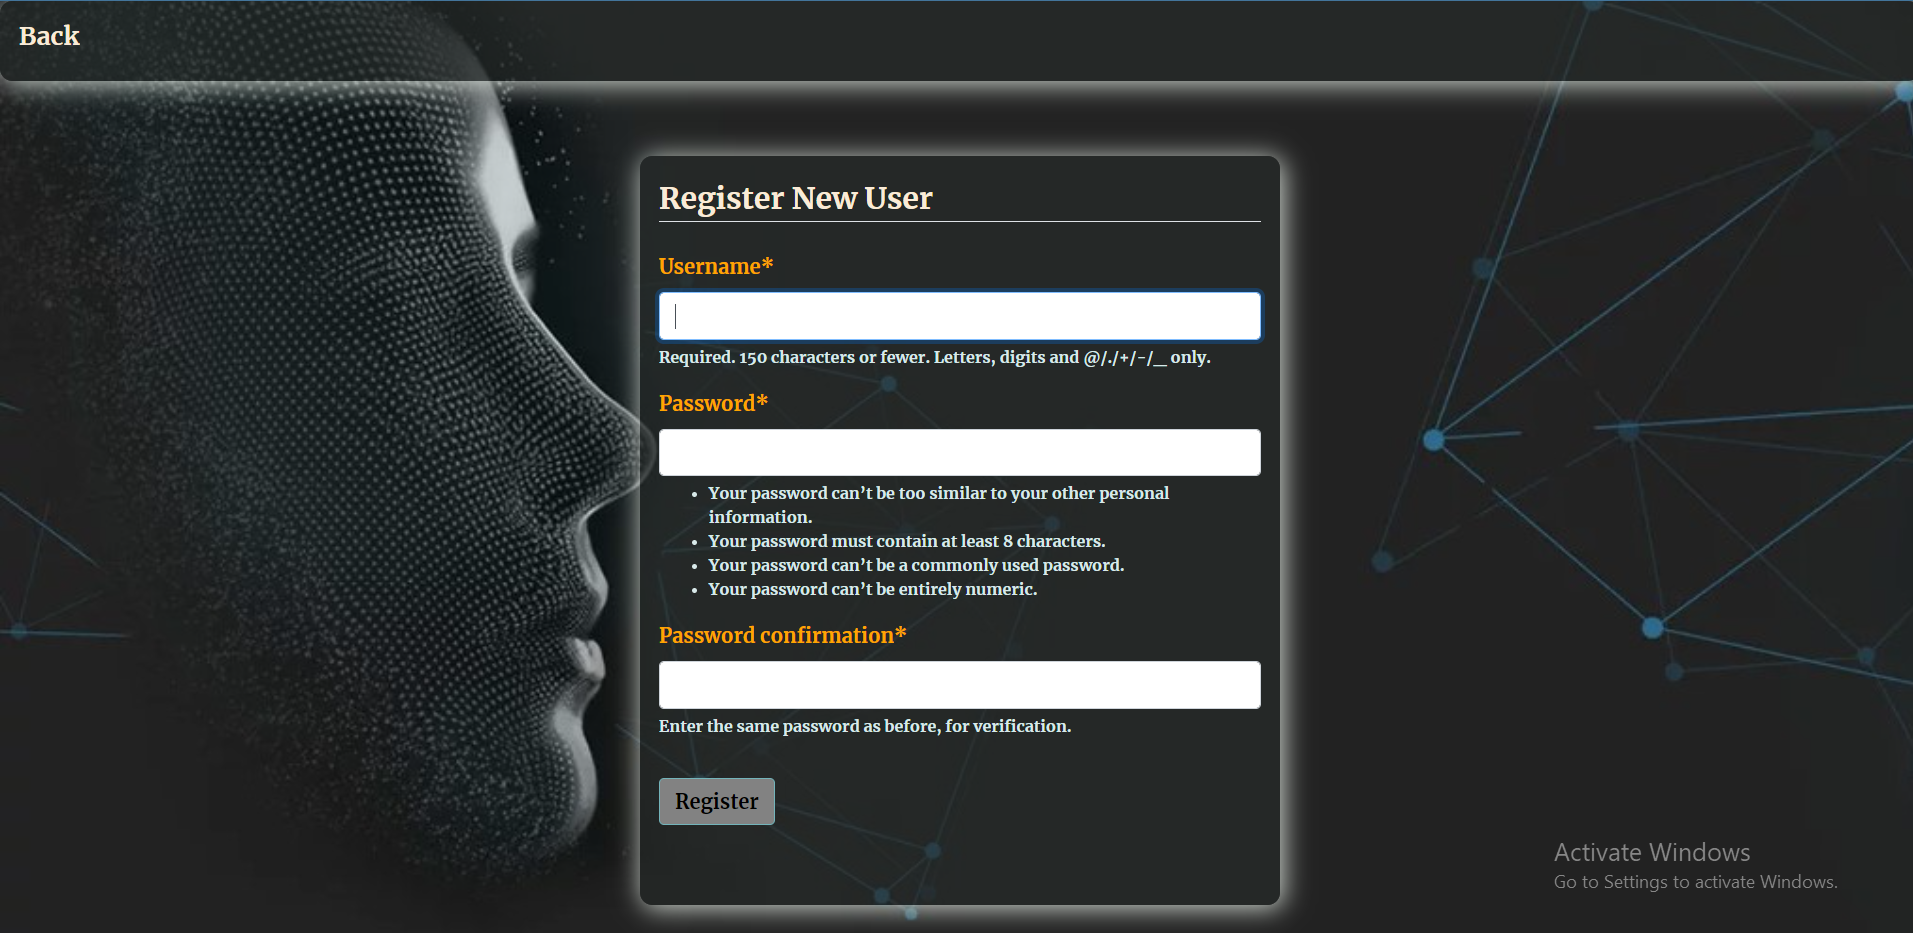 Back
Register New User
Username*
Required. 150 characters or fewer. Letters, digits and @/./+/-/_ only.
Password*
• Your password can’t be too similar to your other personal
information.
• Your password must contain at least 8 characters.
• Your password can’t be a commonly used password.
• Your password can’t be entirely numeric.
Password confirmation*
Enter the same password as before, for verification.
Register
Activate Windows
Go to Settings to activate Windows.